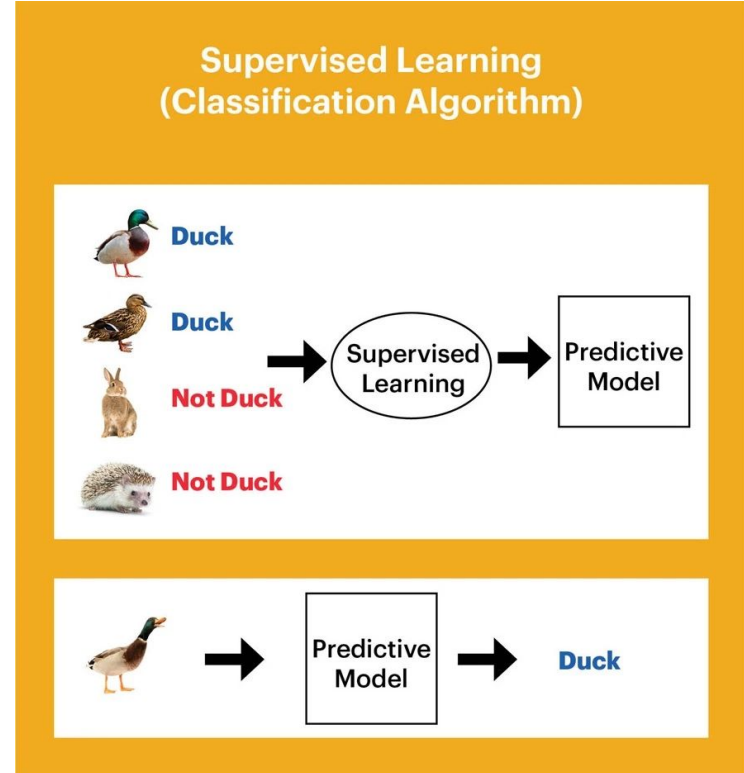 Supervised Learning
(Classification Algorithm)
Duck
Duck
Not Duck
Not Duck
Supervised
Learning
Predictive
Model
Predictive
Model
Duck